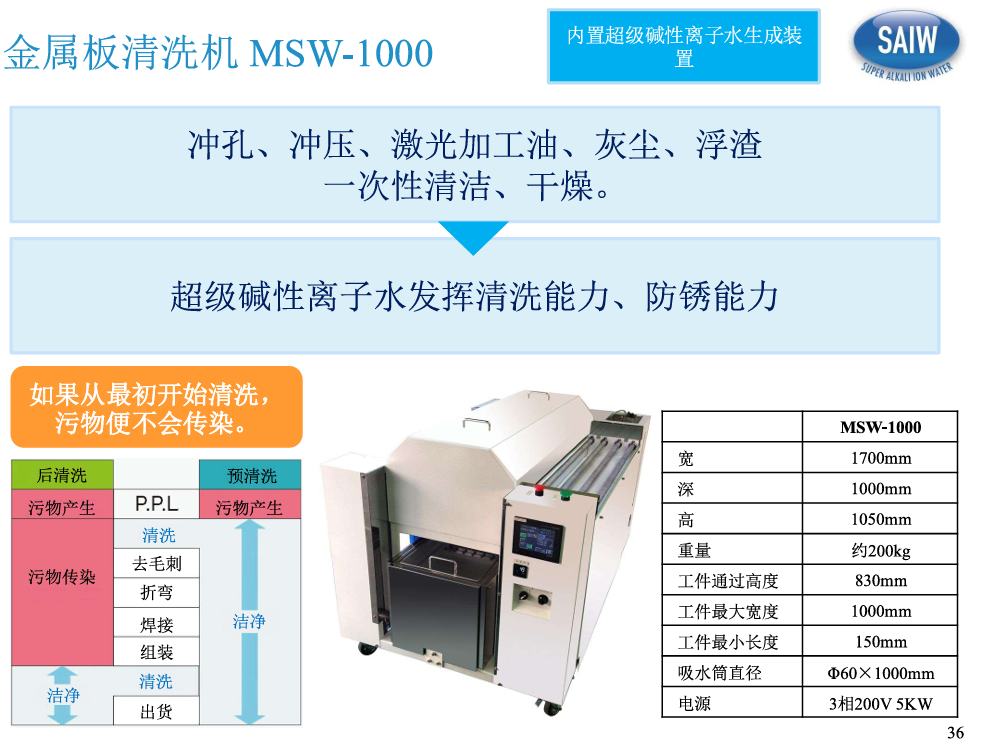 金属板清洗机 MSW-1000
内置超级碱性离子水生成装
置
SAIW
SUPER ALKALI ION WATER
冲孔、冲压、激光加工油、灰尘、浮渣
一次性清洁、干燥。
超级碱性离子水发挥清洗能力、防锈能力
如果从最初开始清洗，
污物便不会传染。
后清洗 预清洗
污物产生 P.P.L 污物产生
清洗
去毛刺
污物传染
折弯
焊接
洁净
组装
清洗
洁净
出货
MSW-1000
宽 1700mm
深 1000mm
高 1050mm
重量 约200kg
工件通过高度 830mm
工件最大宽度 1000mm
工件最小长度 150mm
吸水筒直径 Φ60×1000mm
电源 3相200V 5KW
36